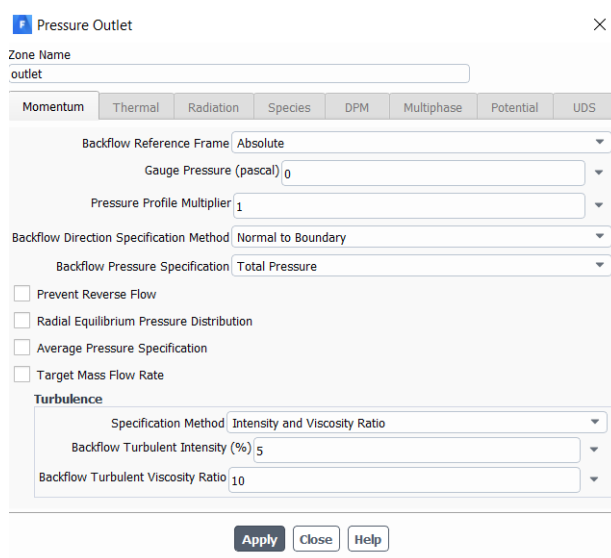 Pressure Outlet
Zone Name
outlet
Momentum Thermal Radiation Species DPM Multiphase Potential UDS
Backflow Reference Frame Absolute
Gauge Pressure (pascal) 0
Pressure Profile Multiplier 1
Backflow Direction Specification Method Normal to Boundary
Backflow Pressure Specification Total Pressure
Prevent Reverse Flow
Radial Equilibrium Pressure Distribution
Average Pressure Specification
Target Mass Flow Rate
Turbulence
Specification Method Intensity and Viscosity Ratio
Backflow Turbulent Intensity (%) 5
Backflow Turbulent Viscosity Ratio 10
Apply Close Help